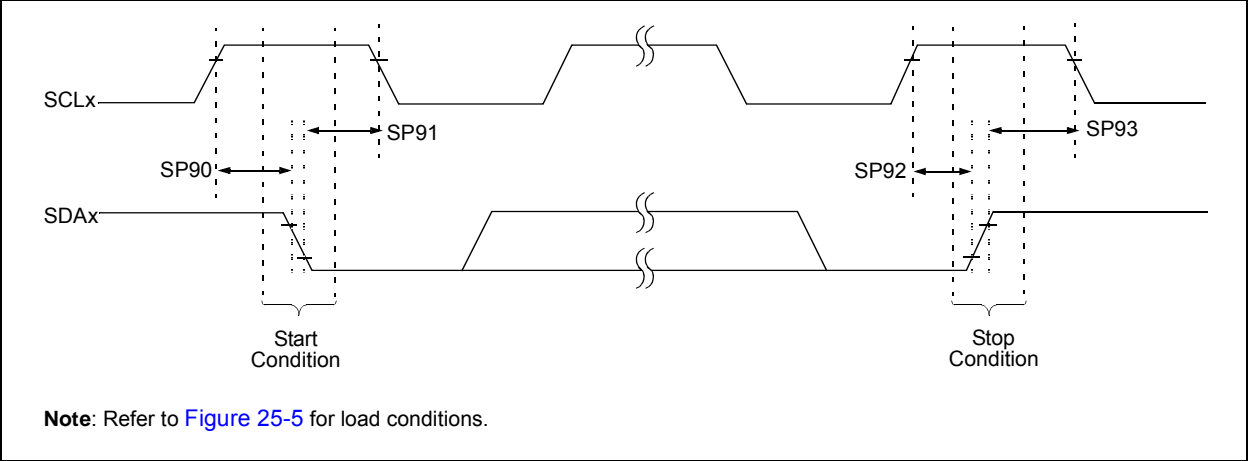 SCLx
SP91
SP93
SP90
SP92
SDAx
Start
Condition
Stop
Condition
Note: Refer to Figure 25-5 for load conditions.